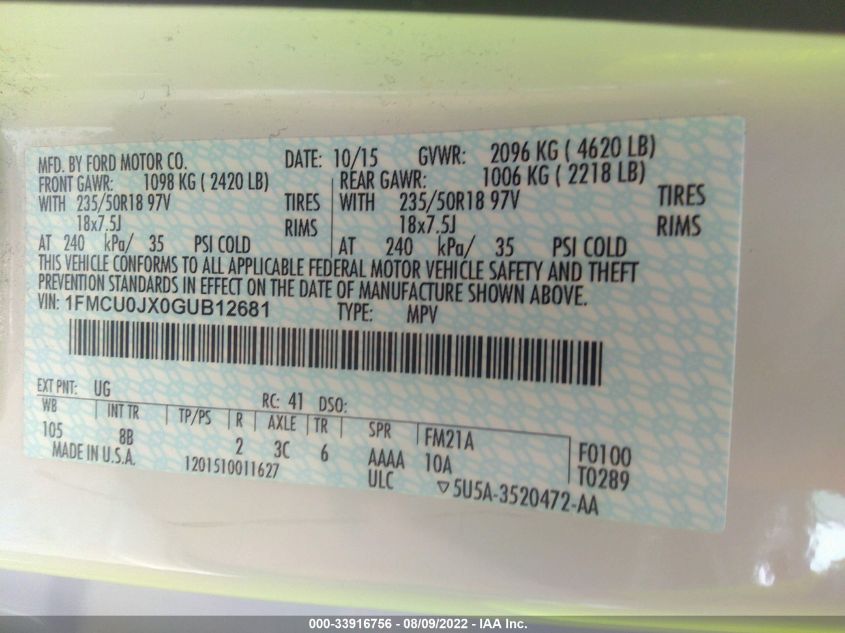 MFD. BY FORD MOTOR CO. DATE: 10/15 GVWR: 2096 KG ( 4620 LB)
FRONT GAWR: 1098 KG ( 2420 LB) REAR GAWR: 1006 KG ( 2218 LB)
WITH 235/50R18 97V TIRES WITH 235/50R18 97V TIRES
18x7.5J RIMS 18x7.5J RIMS
AT 240 kPa/ 35 PSI COLD AT 240 kPa/ 35 PSI COLD
THIS VEHICLE CONFORMS TO ALL APPLICABLE FEDERAL MOTOR VEHICLE SAFETY AND THEFT
PREVENTION STANDARDS IN EFFECT ON THE DATE OF MANUFACTURE SHOWN ABOVE.
VIN: 1FMCU0JX0GUB12681 TYPE: MPV
EXT PNT: UG RC: 41 DSO:
WB INT TR TP/PS R AXLE TR SPR FM21A F0100
105 8B 2 3C 6 AAAA 10A T0289
MADE IN U.S.A. 1201510011627 ULC ▽5U5A-3520472-AA
000-33916756 - 08/09/2022 - IAA Inc.